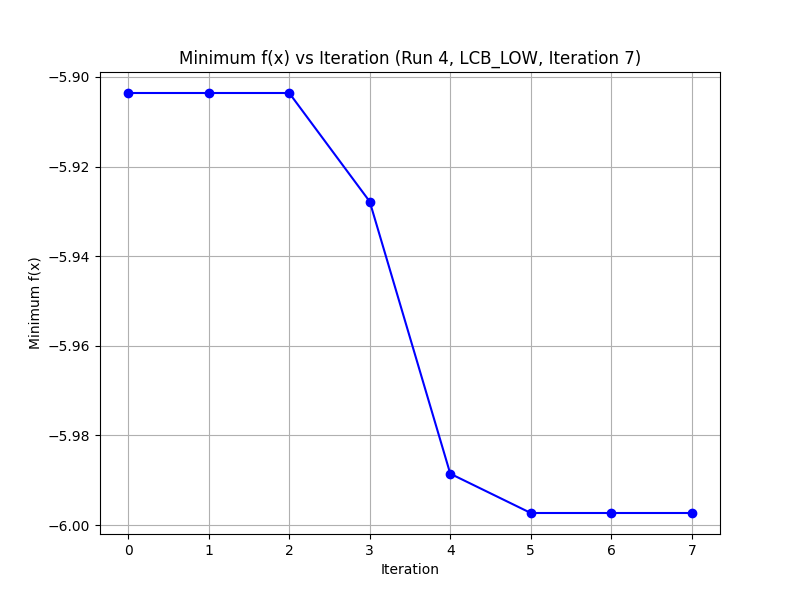 Minimum f(x) vs Iteration (Run 4, LCB_LOW, Iteration 7)
Minimum f(x)
−5.90
−5.92
−5.94
−5.96
−5.98
−6.00
0 1 2 3 4 5 6 7
Iteration